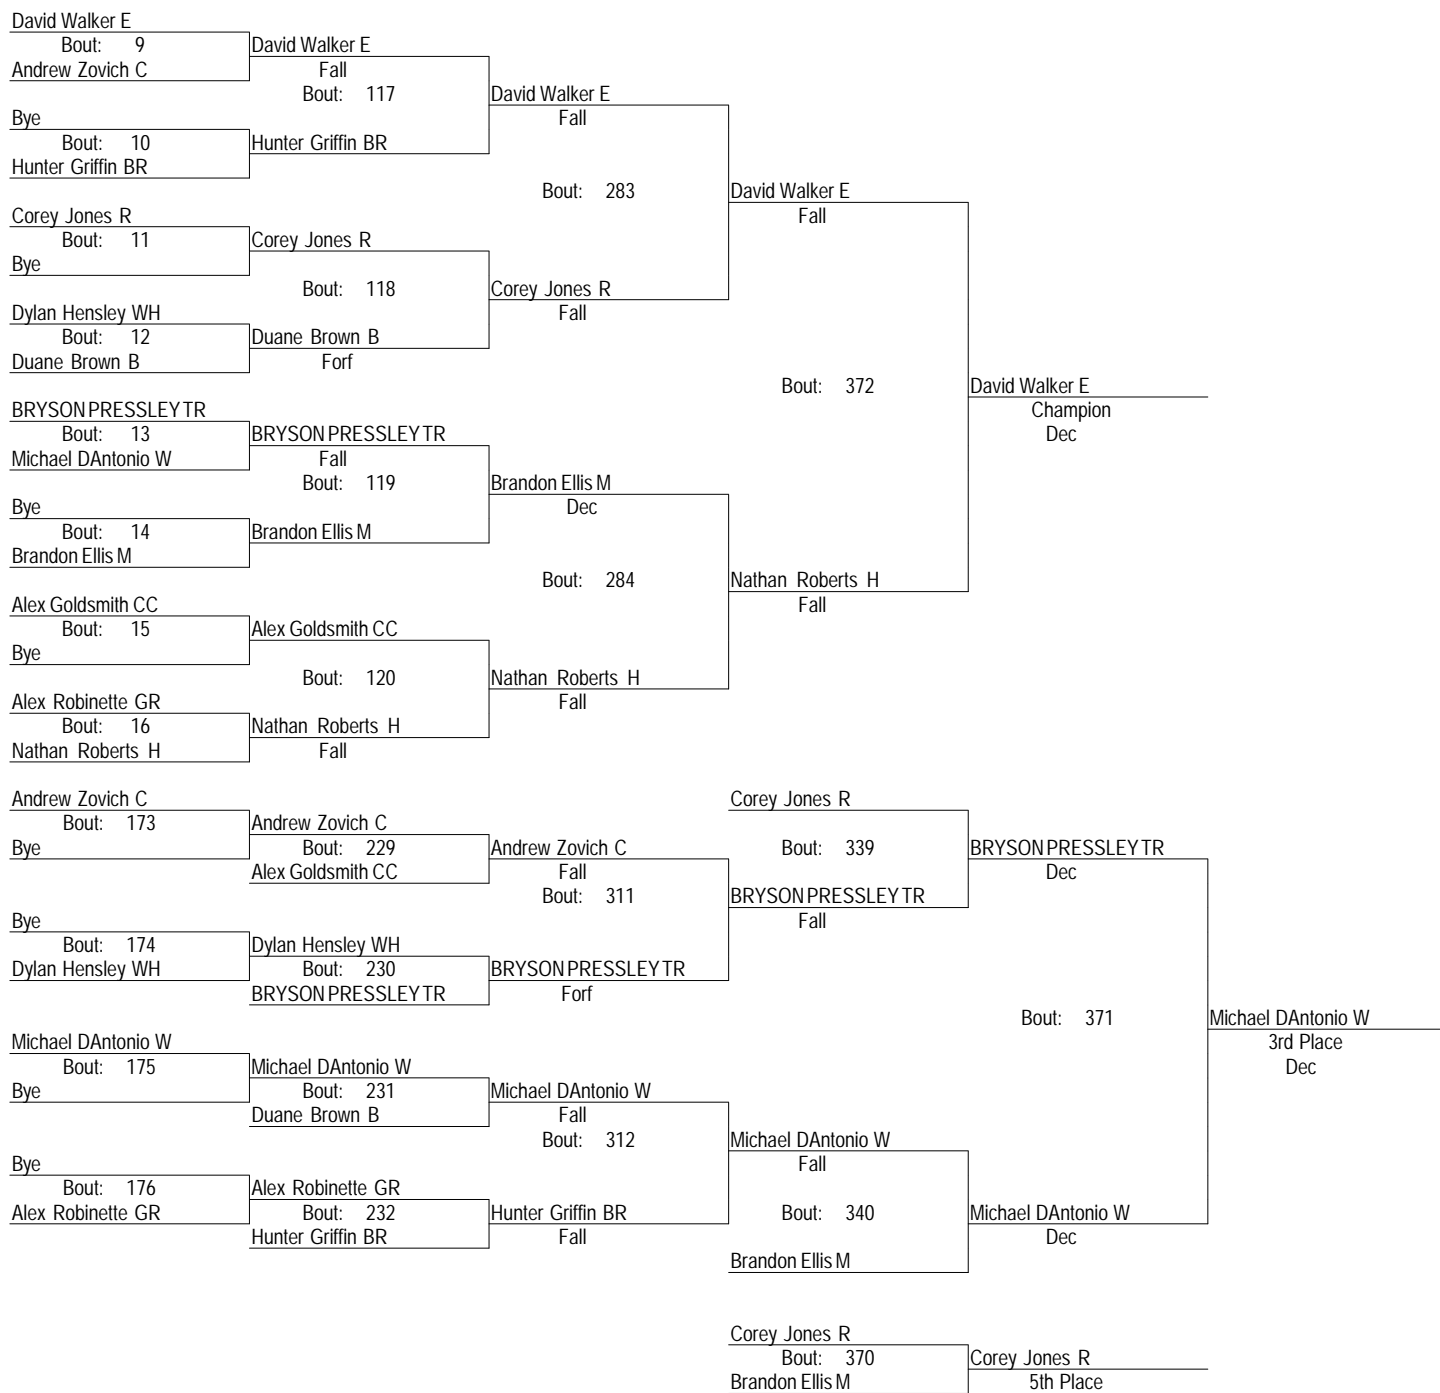 David Walker E
Bout: 9 David Walker E
Andrew Zovich C Fall
Bout: 117 David Walker E
Bye Fall
Bout: 10 Hunter Griffin BR
Hunter Griffin BR
Bout: 283 David Walker E
Corey Jones R Fall
Bout: 11 Corey Jones R
Bye
Bout: 118 Corey Jones R
Dylan Hensley WH Fall
Bout: 12 Duane Brown B
Duane Brown B Forf
Bout: 372 David Walker E
BRYSON PRESSLEY TR Champion
Bout: 13 BRYSON PRESSLEY TR Dec
Michael DAntonio W Fall
Bout: 119 Brandon Ellis M
Bye Dec
Bout: 14 Brandon Ellis M
Brandon Ellis M
Bout: 284 Nathan Roberts H
Alex Goldsmith CC Fall
Bout: 15 Alex Goldsmith CC
Bye
Bout: 120 Nathan Roberts H
Alex Robinette GR Fall
Bout: 16 Nathan Roberts H
Nathan Roberts H Fall
Andrew Zovich C Corey Jones R
Bout: 173 Andrew Zovich C
Bye Bout: 229 Andrew Zovich C Bout: 339 BRYSON PRESSLEY TR
Alex Goldsmith CC Fall Dec
Bout: 311 BRYSON PRESSLEY TR
Bye Fall
Bout: 174 Dylan Hensley WH
Dylan Hensley WH Bout: 230 BRYSON PRESSLEY TR
BRYSON PRESSLEY TR Forf
Bout: 371 Michael DAntonio W
Michael DAntonio W 3rd Place
Bout: 175 Michael DAntonio W Dec
Bye Bout: 231 Michael DAntonio W
Duane Brown B Fall
Bout: 312 Michael DAntonio W
Bye Fall
Bout: 176 Alex Robinette GR
Alex Robinette GR Bout: 232 Hunter Griffin BR Bout: 340 Michael DAntonio W
Hunter Griffin BR Fall Dec
Brandon Ellis M
Corey Jones R
Bout: 370 Corey Jones R
Brandon Ellis M 5th Place